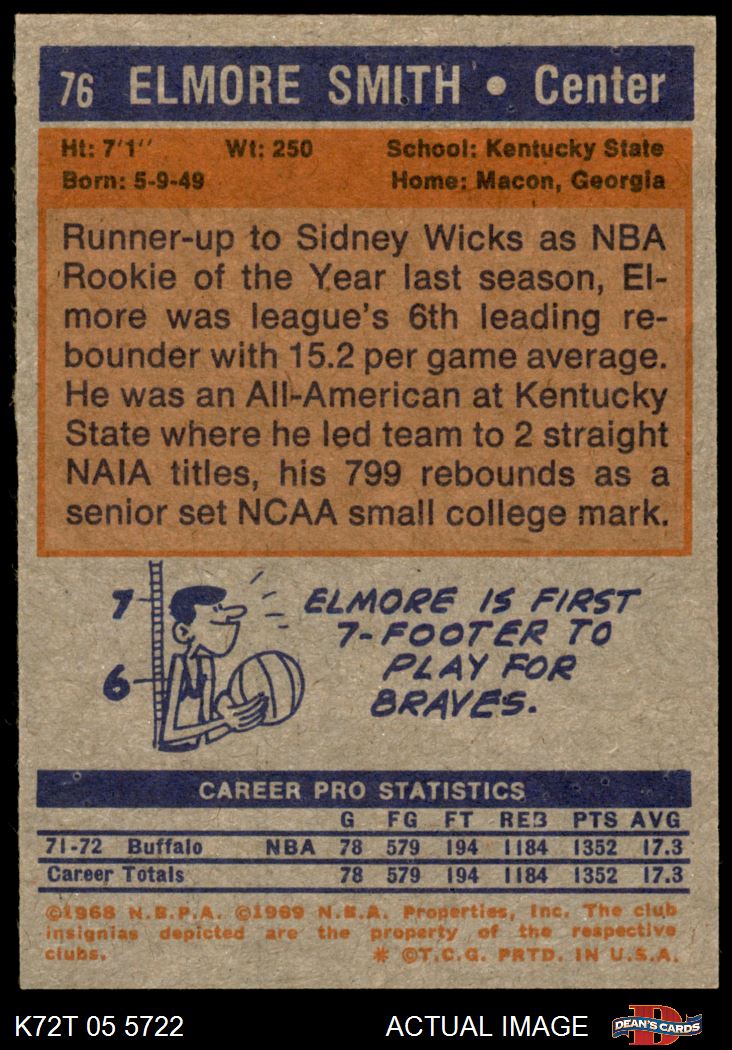 76 ELMORE SMITH • Center
Ht: 7'1" Wt: 250 School: Kentucky State
Born: 5-9-49 Home: Macon, Georgia
Runner-up to Sidney Wicks as NBA
Rookie of the Year last season, El-
more was league's 6th leading re-
bounder with 15.2 per game average.
He was an All-American at Kentucky
State where he led team to 2 straight
NAIA titles, his 799 rebounds as a
senior set NCAA small college mark.
7
6
ELMORE IS FIRST
7-FOOTER TO
PLAY FOR
BRAVES.
CAREER PRO STATISTICS
G FG FT REB PTS AVG
71-72 Buffalo NBA 78 579 194 1184 1352 17.3
Career Totals 78 579 194 1184 1352 17.3
©1968 N.B.P.A. ©1969 N.B.A. Properties, Inc. The club
insignias depicted are the property of the respective
clubs. * ©T.C.G. PRTD. IN U.S.A.
K72T 05 5722 ACTUAL IMAGE D DEAN'S CARDS